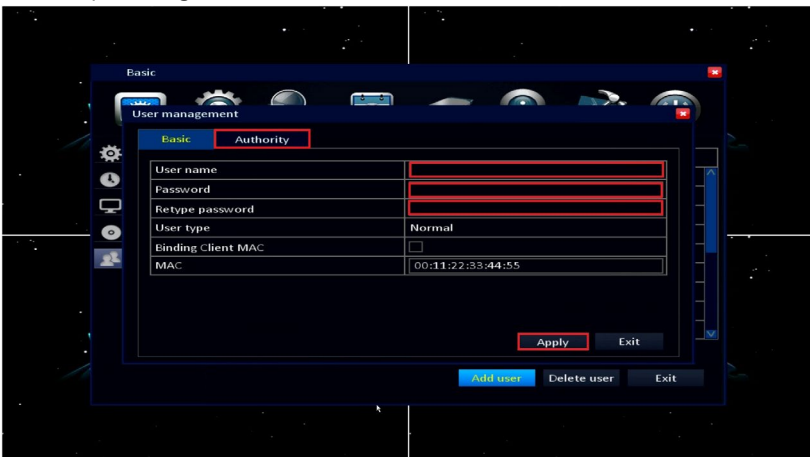 Basic
User management
Basic Authority
User name
Password
Retype password
User type Normal
Binding Client MAC
MAC 00:11:22:33:44:55
Apply Exit
Add user Delete user Exit